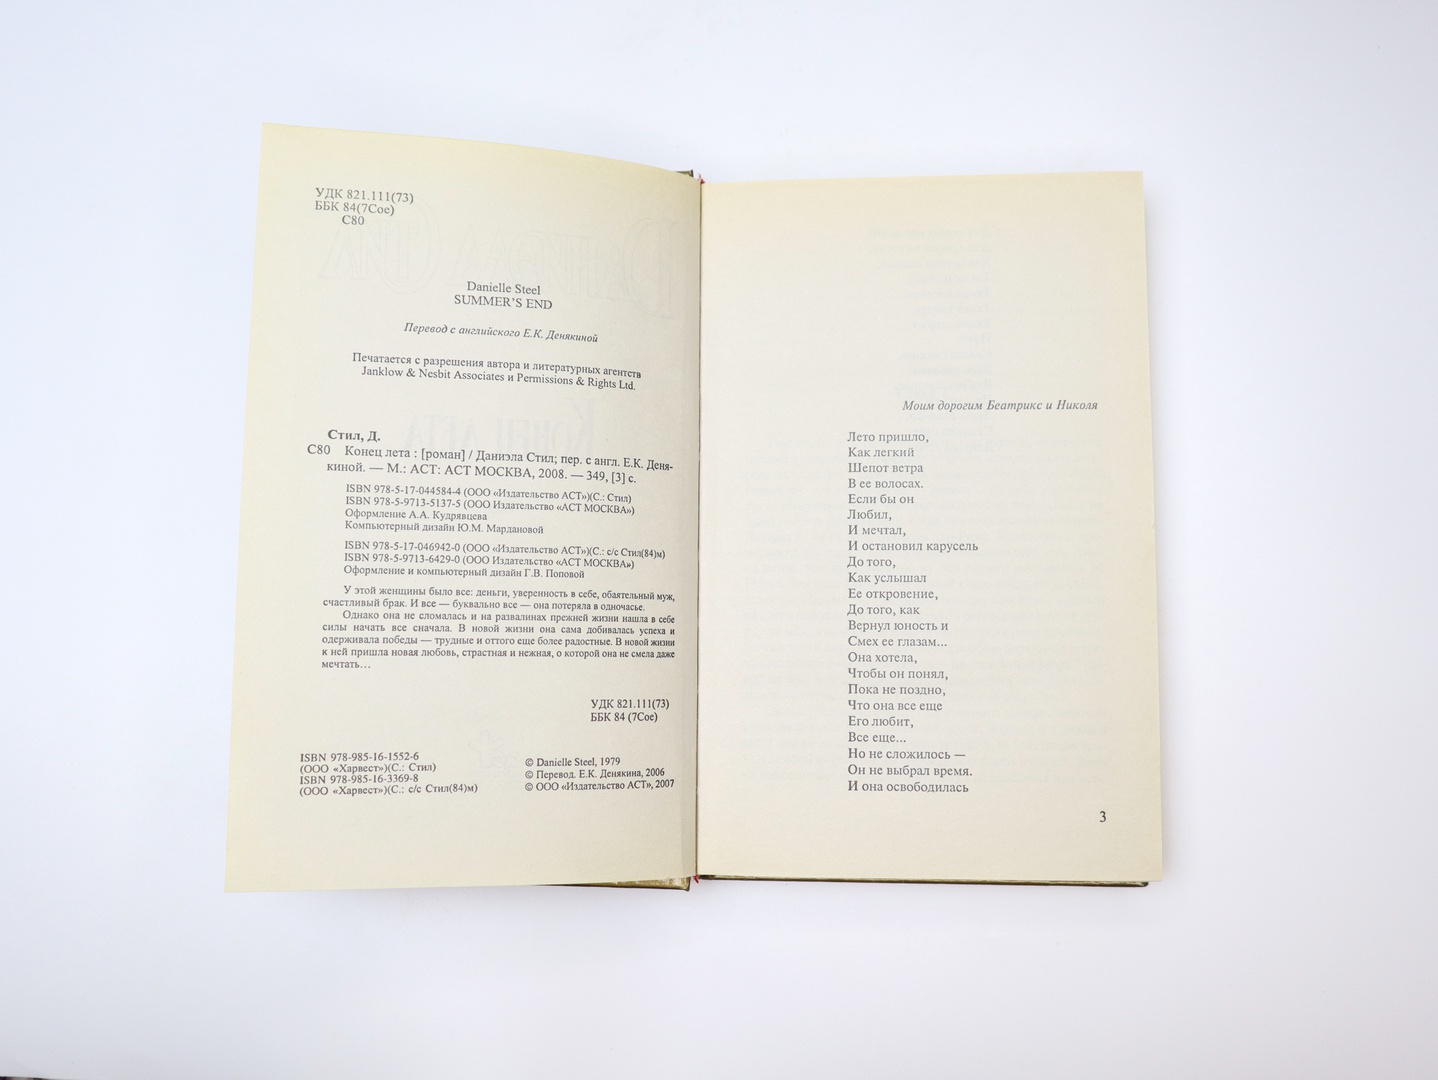 УДК 821.111(73)
ББК 84(7Сое)
С80
Danielle Steel
SUMMER'S END
Перевод с английского Е.К. Денякиной
Печатается с разрешения автора и литературных агентств
Janklow & Nesbit Associates и Permissions & Rights Ltd.
Стил, Д.
С80 Конец лета : [роман] / Даниэла Стил; пер. с англ. Е.К. Деня-
киной. — М.: АСТ: АСТ МОСКВА, 2008. — 349, [3] с.
ISBN 978-5-17-044584-4 (ООО «Издательство АСТ»)(С.: Стил)
ISBN 978-5-9713-5137-5 (ООО Издательство «АСТ МОСКВА»)
Оформление А.А. Кудрявцева
Компьютерный дизайн Ю.М. Мардановой
ISBN 978-5-17-046942-0 (ООО «Издательство АСТ»)(С.: с/с Стил(84)м)
ISBN 978-5-9713-6429-0 (ООО Издательство «АСТ МОСКВА»)
Оформление и компьютерный дизайн Г.В. Поповой
У этой женщины было все: деньги, уверенность в себе, обаятельный муж,
счастливый брак. И все — буквально все — она потеряла в одночасье.
Однако она не сломалась и на развалинах прежней жизни нашла в себе
силы начать все сначала. В новой жизни она сама добивалась успеха и
одерживала победы — трудные и оттого еще более радостные. В новой жизни
к ней пришла новая любовь, страстная и нежная, о которой она не смела даже
мечтать…
УДК 821.111(73)
ББК 84 (7Сое)
ISBN 978-985-16-1552-6
(ООО «Харвест»)(С.: Стил)
ISBN 978-985-16-3369-8
(ООО «Харвест»)(С.: с/с Стил(84)м)
© Danielle Steel, 1979
© Перевод. Е.К. Денякина, 2006
© ООО «Издательство АСТ», 2007
Моим дорогим Беатрикс и Николя
Лето пришло,
Как легкий
Шепот ветра
В ее волосах.
Если бы он
Любил,
И мечтал,
И остановил карусель
До того,
Как услышал
Ее откровение,
До того, как
Вернул юность и
Смех ее глазам...
Она хотела,
Чтобы он понял,
Пока не поздно,
Что она все еще
Его любит,
Все еще...
Но не сложилось —
Он не выбрал время.
И она освободилась
3